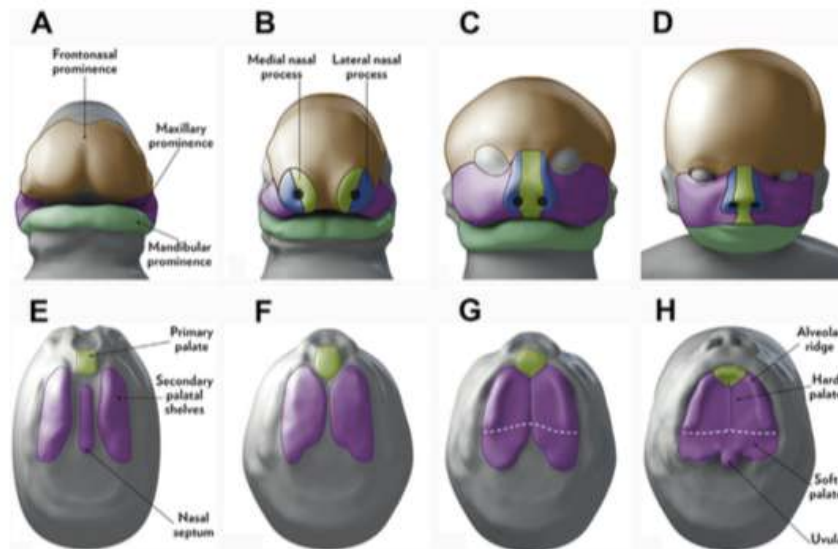 A
B
C
D
Frontonasal
prominence
Maxillary
prominence
Mandibular
prominence
Medial nasal
process
Lateral nasal
process
E
F
G
H
Primary
palate
Secondary
palatal
shelves
Nasal
septum
Alveola
ridge
Hard
palat
Soft
palat
Uvul